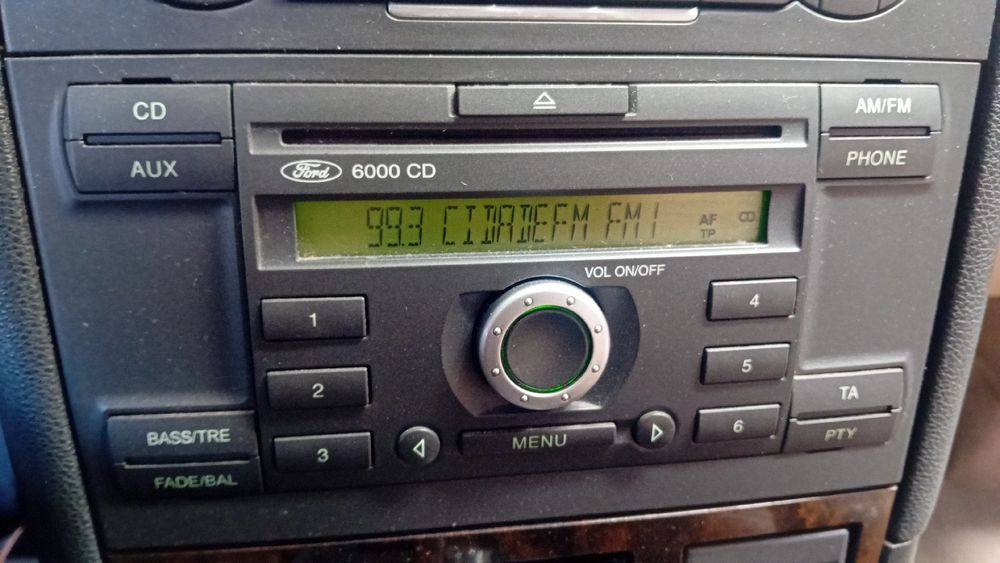 CD
AM/FM
AUX
Ford
6000 CD
PHONE
99.3 CIDADEFM FM1
AF
TP
CD
VOL ON/OFF
1
4
2
5
3
6
BASS/TRE
FADE/BAL
MENU
TA
PTY